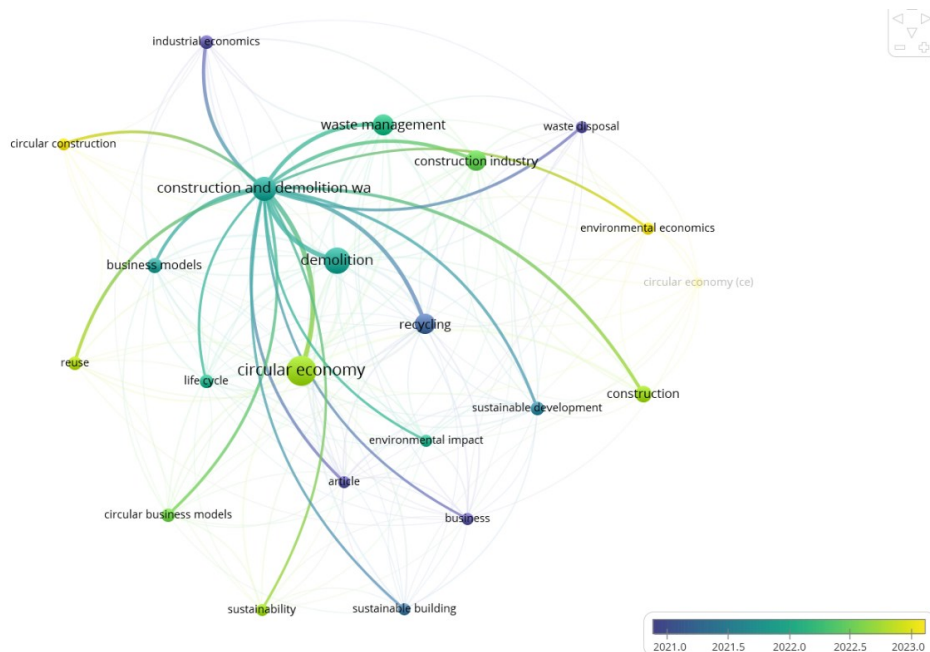 industrial economics
waste management
waste disposal
circular construction
construction industry
construction and demolition wa
environmental economics
demolition
business models
circular economy (ce)
recycling
reuse
circular economy
life cycle
construction
sustainable development
environmental impact
article
circular business models
business
sustainability
sustainable building
2021.0 2021.5 2022.0 2022.5 2023.0